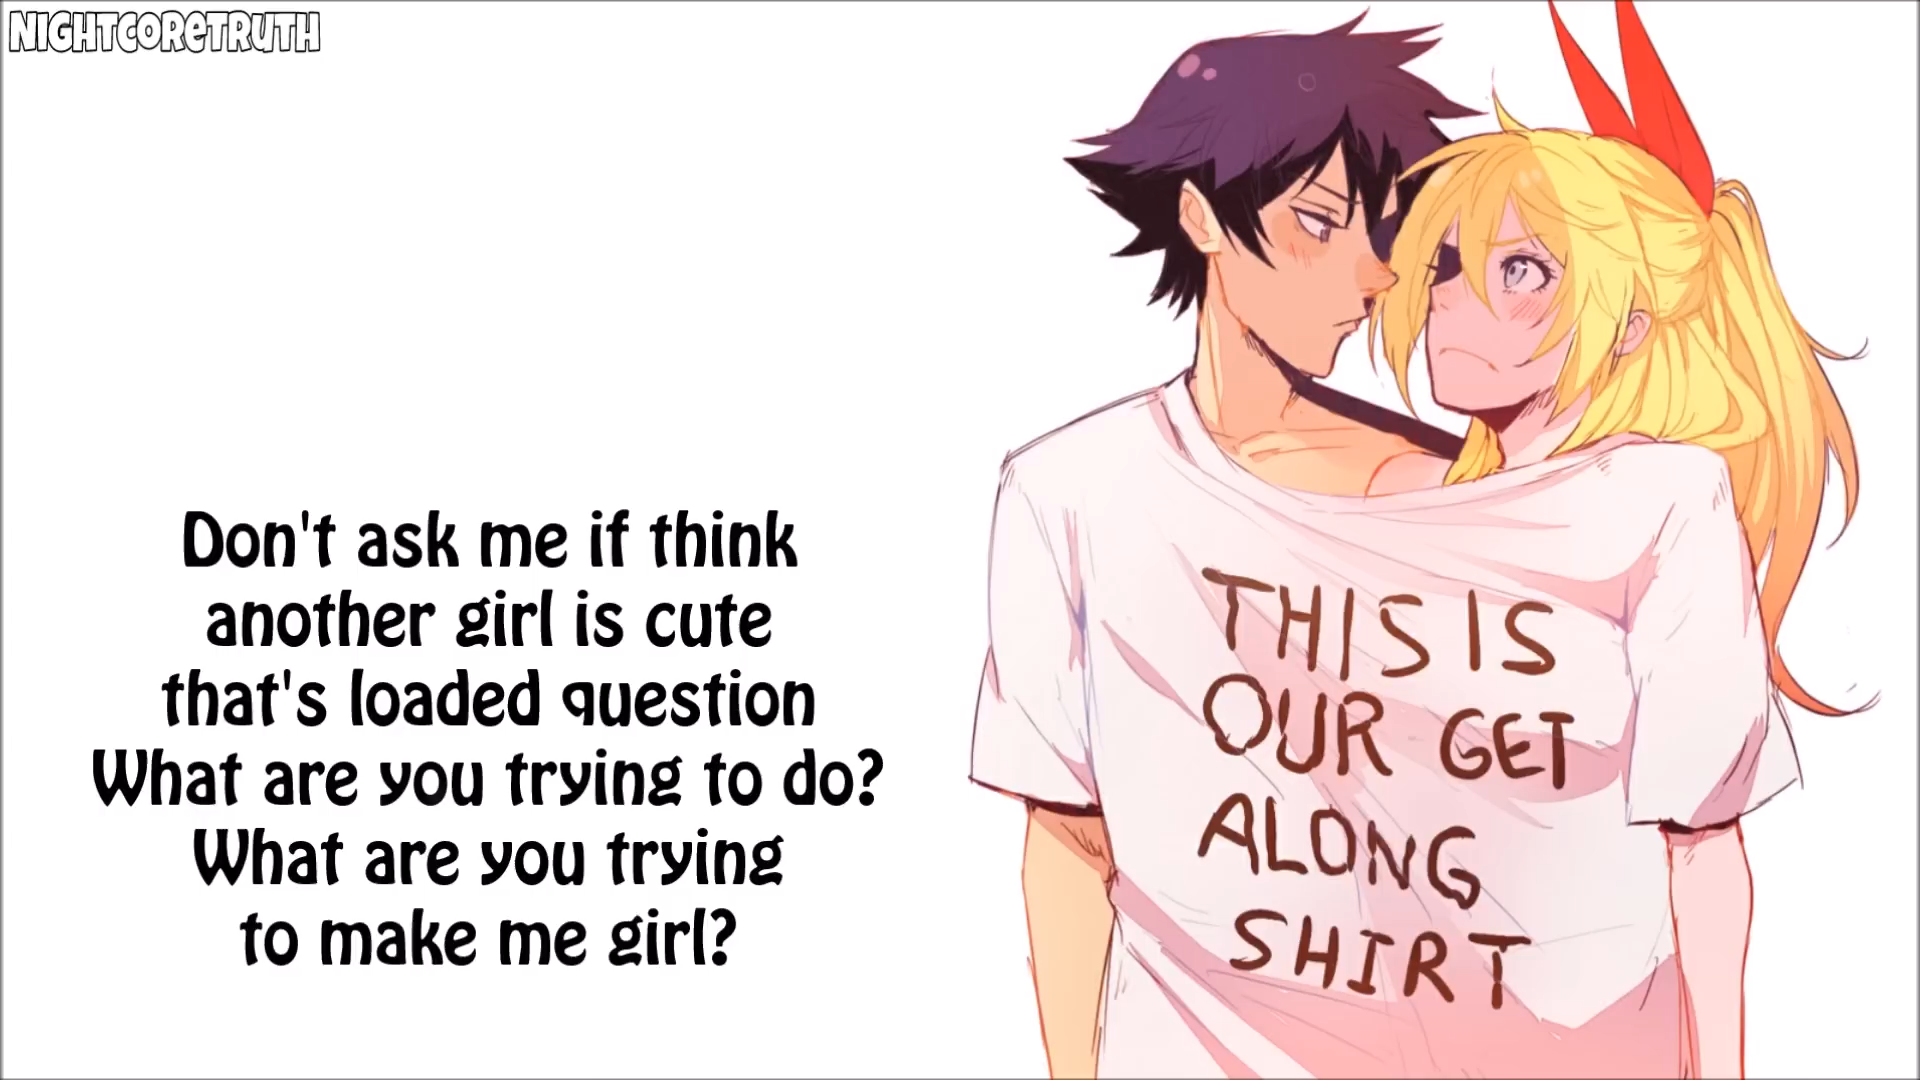 NIGHTCORETRUTH
Don't ask me if think
another girl is cute
that's loaded question
What are you trying to do?
What are you trying
to make me girl?
THIS IS
OUR GET
ALONG
SHIRT